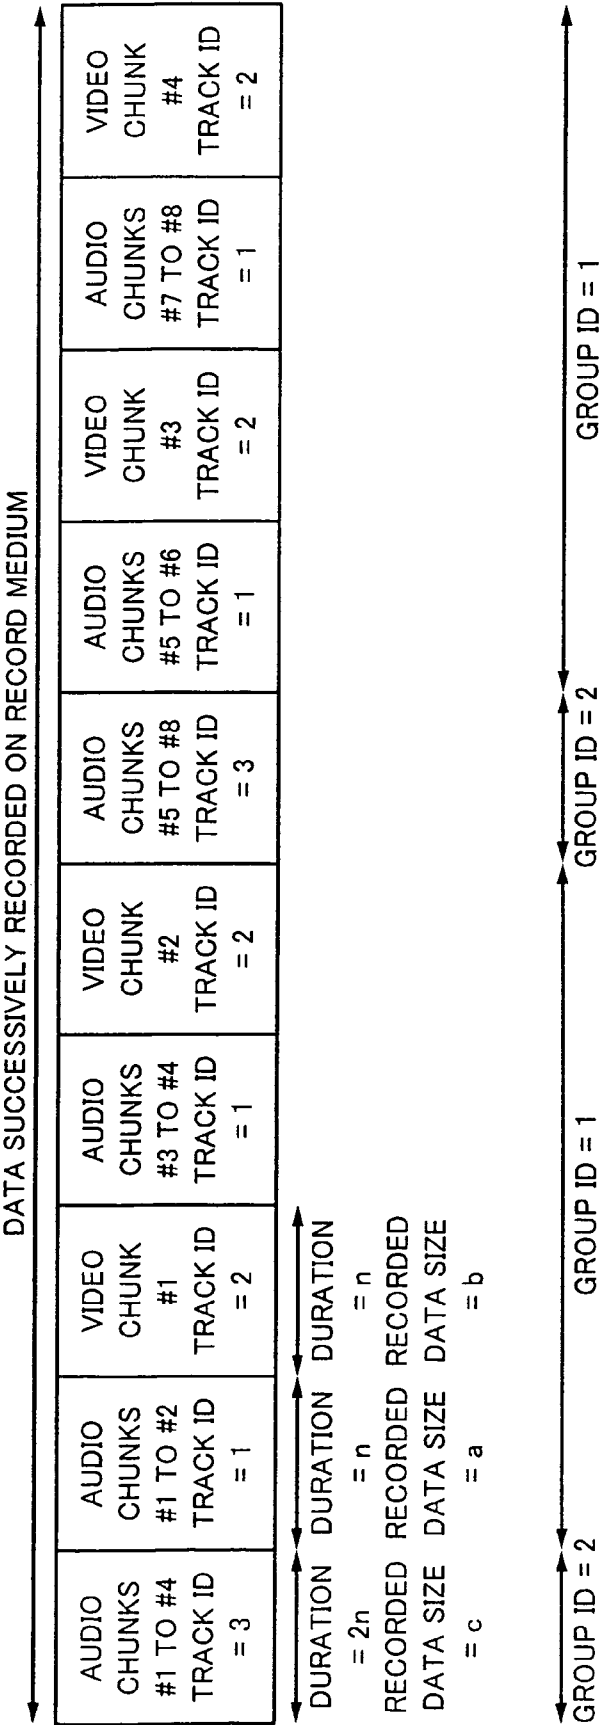 DATA SUCCESSIVELY RECORDED ON RECORD MEDIUM
AUDIO
CHUNKS
#1 TO #4
TRACK ID
= 3
AUDIO
CHUNKS
#1 TO #2
TRACK ID
= 1
VIDEO
CHUNK
#1
TRACK ID
= 2
AUDIO
CHUNKS
#3 TO #4
TRACK ID
= 1
VIDEO
CHUNK
#2
TRACK ID
= 2
AUDIO
CHUNKS
#5 TO #8
TRACK ID
= 3
AUDIO
CHUNKS
#5 TO #6
TRACK ID
= 1
VIDEO
CHUNK
#3
TRACK ID
= 2
AUDIO
CHUNKS
#7 TO #8
TRACK ID
= 1
VIDEO
CHUNK
#4
TRACK ID
= 2
DURATION
= 2n
RECORDED
DATA SIZE
= c
DURATION
= n
RECORDED
DATA SIZE
= a
DURATION
= n
RECORDED
DATA SIZE
= b
GROUP ID = 2
GROUP ID = 1
GROUP ID = 2
GROUP ID = 1